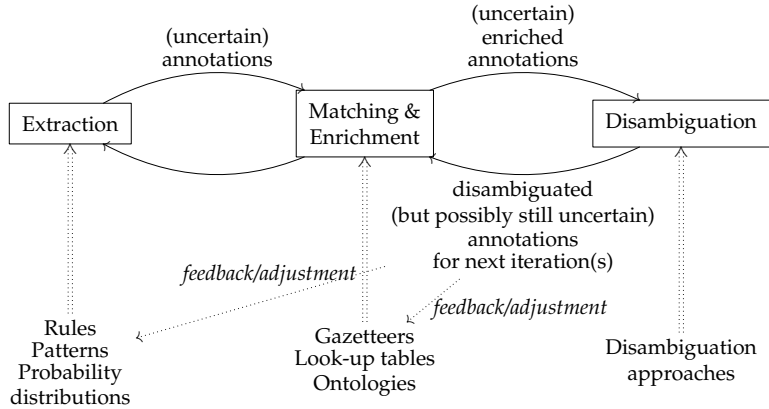 (uncertain)
annotations
(uncertain)
enriched
annotations
Extraction
Matching &
Enrichment
Disambiguation
disambiguated
(but possibly still uncertain)
annotations
for next iteration(s)
feedback/adjustment
feedback/adjustment
Rules
Patterns
Probability
distributions
Gazetteers
Look-up tables
Ontologies
Disambiguation
approaches